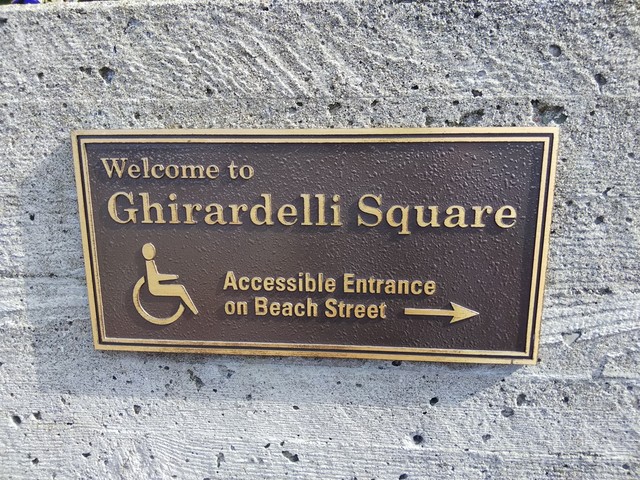 Welcome to
Ghirardelli Square
Accessible Entrance
on Beach Street